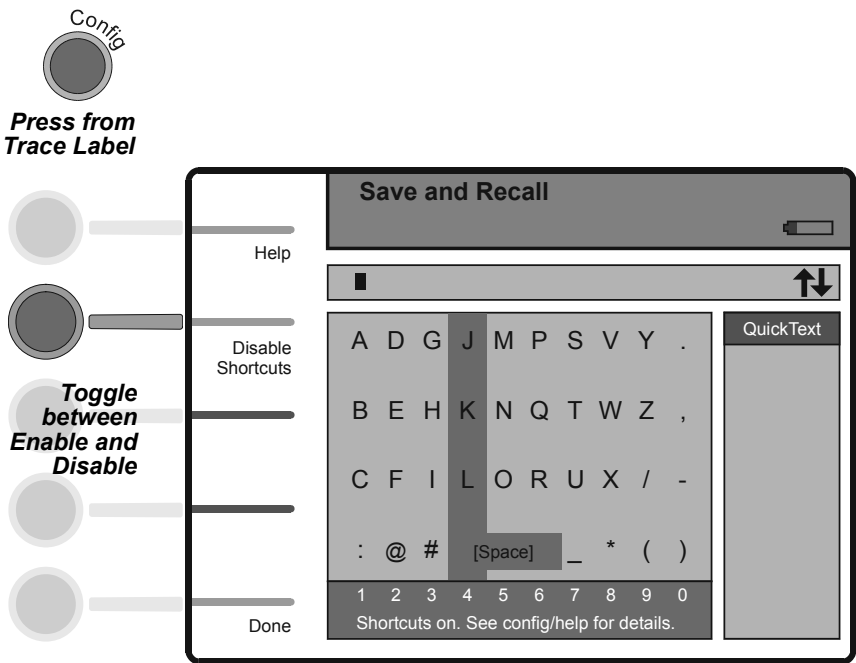 Config
Press from
Trace Label
Save and Recall
Help
Disable
Shortcuts
Toggle
between
Enable and
Disable
QuickText
A D G J M P S V Y .
B E H K N Q T W Z ,
C F I L O R U X / -
: @ # [Space] _ * ( )
1 2 3 4 5 6 7 8 9 0
Shortcuts on. See config/help for details.
Done